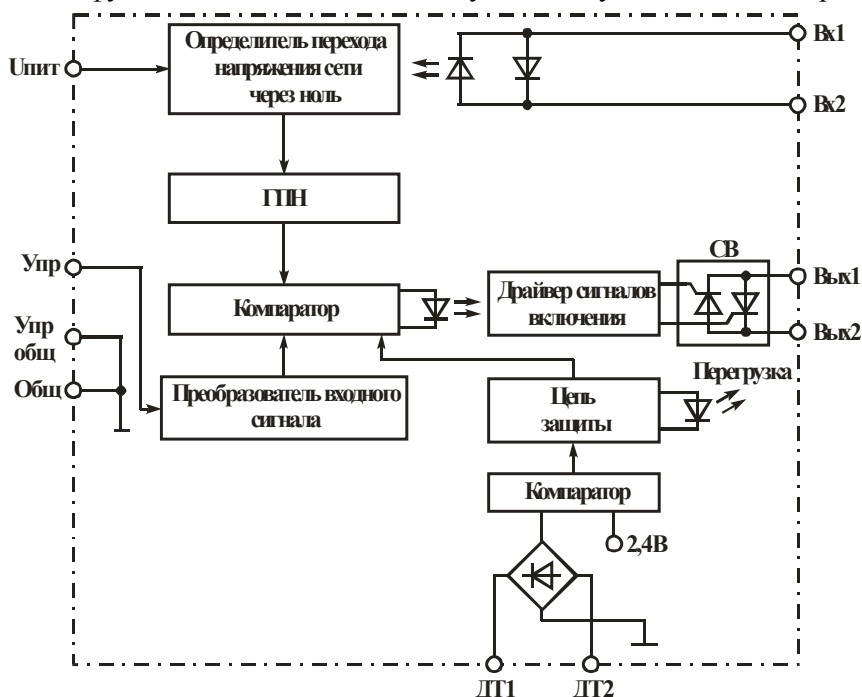 Определитель перехода
напряжения сети
через ноль
Uпит
Вх1
Вх2
ГПН
Упр
Компаратор
Драйвер сигналов
включения
СВ
Вых1
Вых2
Упр
общ
Общ
Преобразователь входного
сигнала
Цепь
защиты
Перегрузка
Компаратор
2,4В
ДТ1
ДТ2